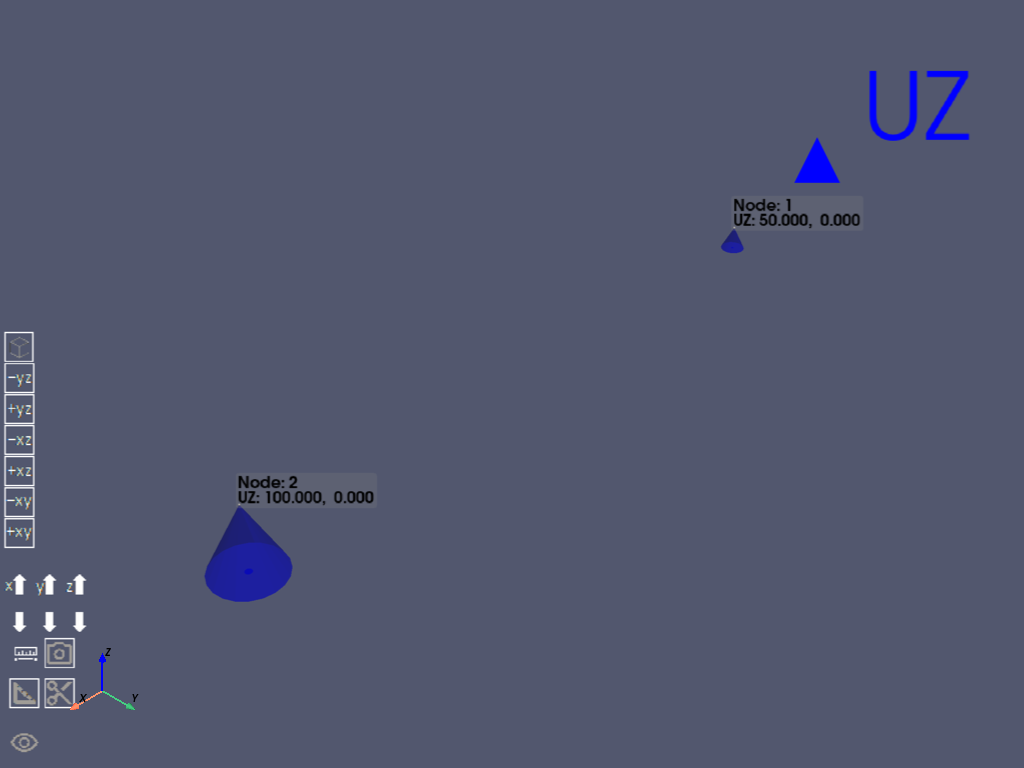 UZ
Node: 1
UZ: 50.000, 0.000
Node: 2
UZ: 100.000, 0.000
-yz
+yz
-xz
+xz
-xy
+xy
x y z
Z
X Y